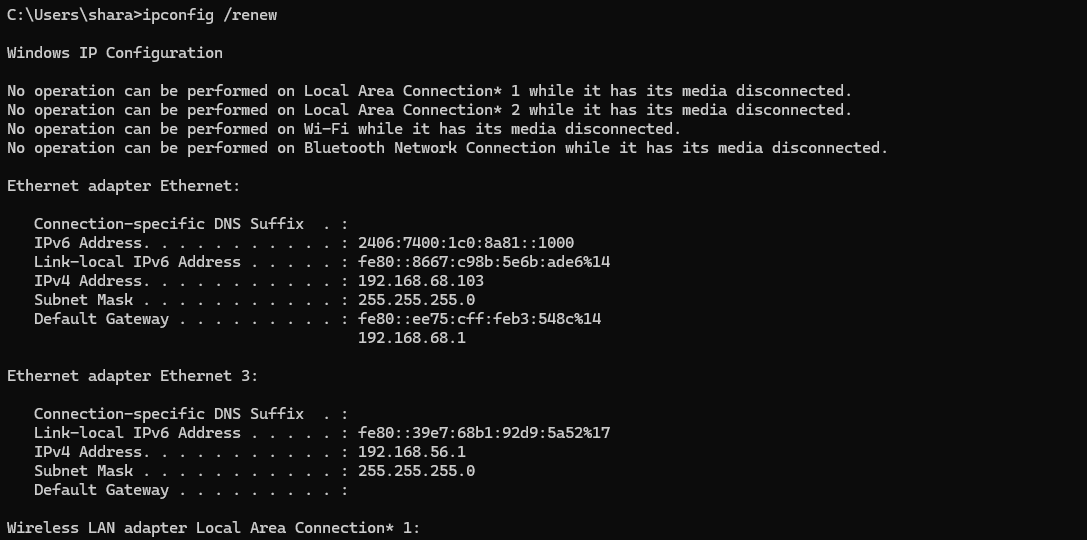 C:\Users\shara>ipconfig /renew
Windows IP Configuration
No operation can be performed on Local Area Connection* 1 while it has its media disconnected.
No operation can be performed on Local Area Connection* 2 while it has its media disconnected.
No operation can be performed on Wi-Fi while it has its media disconnected.
No operation can be performed on Bluetooth Network Connection while it has its media disconnected.
Ethernet adapter Ethernet:
   Connection-specific DNS Suffix  . :
   IPv6 Address. . . . . . . . . . . : 2406:7400:1c0:8a81::1000
   Link-local IPv6 Address . . . . . : fe80::8667:c98b:5e6b:ade6%14
   IPv4 Address. . . . . . . . . . . : 192.168.68.103
   Subnet Mask . . . . . . . . . . . : 255.255.255.0
   Default Gateway . . . . . . . . . : fe80::ee75:cff:feb3:548c%14
                                       192.168.68.1
Ethernet adapter Ethernet 3:
   Connection-specific DNS Suffix  . :
   Link-local IPv6 Address . . . . . : fe80::39e7:68b1:92d9:5a52%17
   IPv4 Address. . . . . . . . . . . : 192.168.56.1
   Subnet Mask . . . . . . . . . . . : 255.255.255.0
   Default Gateway . . . . . . . . . :
Wireless LAN adapter Local Area Connection* 1: